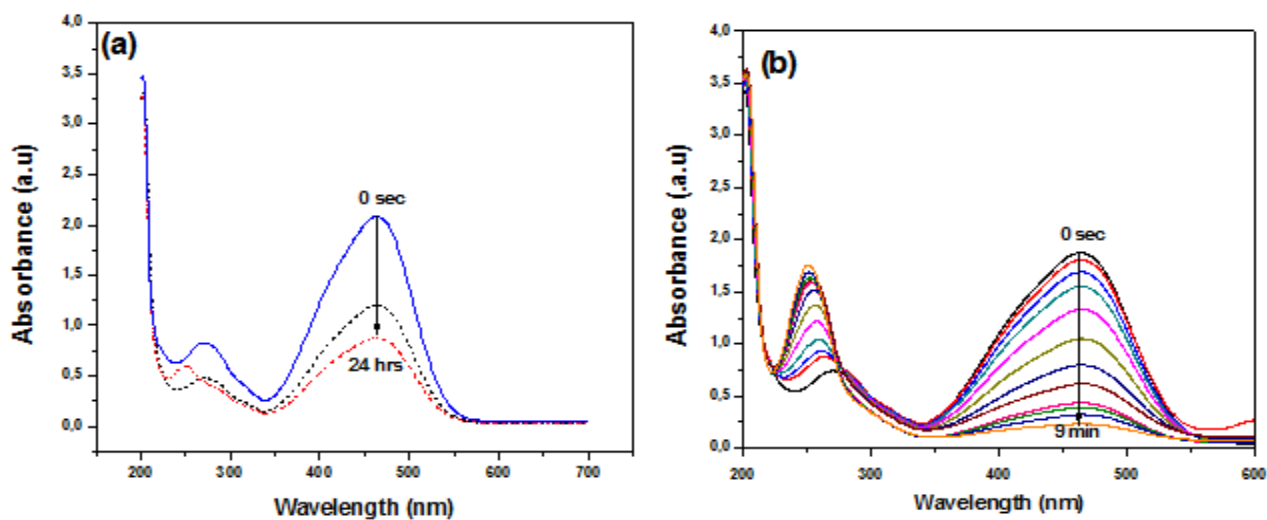 (a)
4,0
3,5
3,0
2,5
2,0
1,5
1,0
0,5
0,0
Absorbance (a.u)
0 sec
24 hrs
200 300 400 500 600 700
Wavelength (nm)
(b)
4,0
3,5
3,0
2,5
2,0
1,5
1,0
0,5
0,0
Absorbance (.a.u)
0 sec
9 min
200 300 400 500 600
Wavelength (nm)